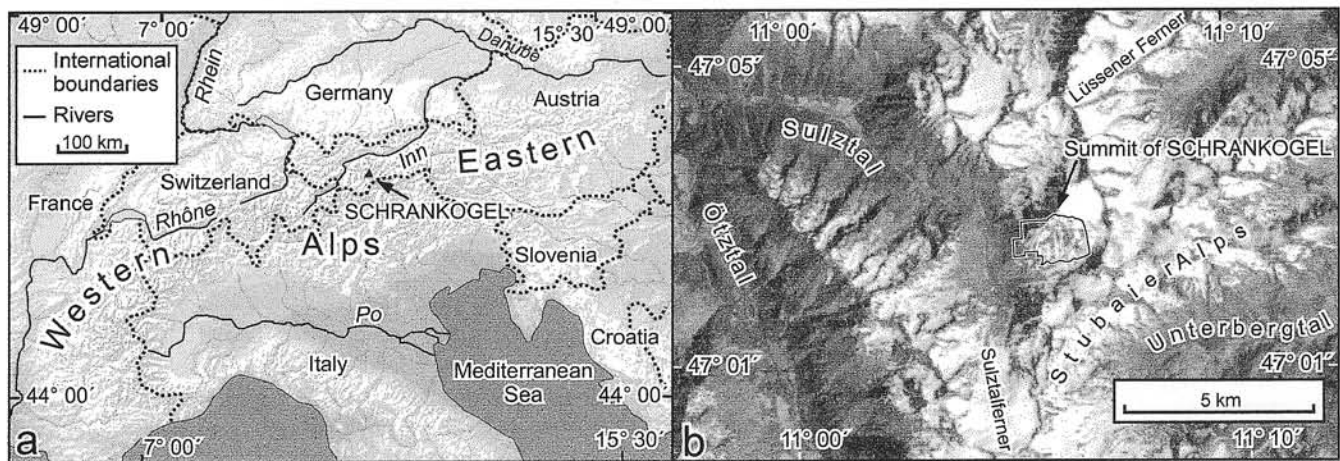 49° 00´
7° 00´
15° 30´
49° 00´
International
boundaries
Rivers
100 km
Rhein
Danube
Germany
Austria
Inn
Eastern
Switzerland
France
Rhône
SCHRANKOGEL
Alps
Western
Slovenia
Po
Croatia
Italy
Mediterranean
Sea
44° 00´
44° 00´
a
7° 00´
15° 30´
11° 00´
11° 10´
47° 05´
47° 05´
Lüssener Ferner
Sulztal
Summit of SCHRANKOGEL
Ötztal
Stubaier Alps
Unterbergtal
47° 01´
47° 01´
Sulztalferner
5 km
b
11° 00´
11° 10´